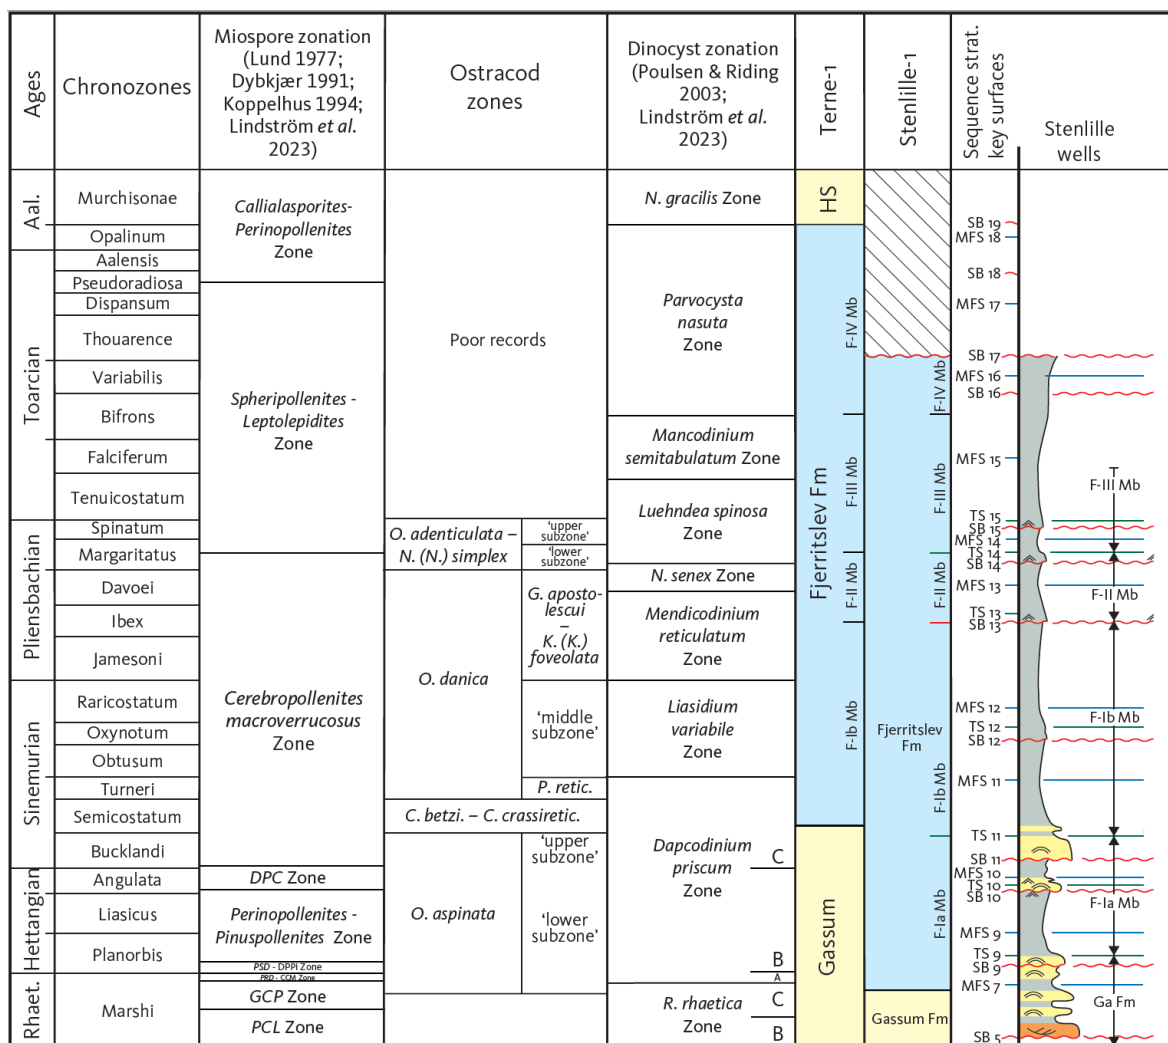 Ages
Chronozones
Miospore zonation
(Lund 1977;
Dybkjær 1991;
Koppelhus 1994;
Lindström et al.
2023)
Ostracod
zones
Dinocyst zonation
(Poulsen & Riding
2003;
Lindström et al.
2023)
Terne-1
Stenlille-1
Sequence strat.
key surfaces
Stenlille
wells
Aal.
Toarcian
Pliensbachian
Sinemurian
Hettangian
Rhaet.
Murchisonae
Opalinum
Aalensis
Pseudoradiosa
Dispansum
Thouarence
Variabilis
Bifrons
Falciferum
Tenuicostatum
Spinatum
Margaritatus
Davoei
Ibex
Jamesoni
Raricostatum
Oxynotum
Obtusum
Turneri
Semicostatum
Bucklandi
Angulata
Liasicus
Planorbis
Marshi
Callialasporites-
Perinopollenites
Zone
Spheripollenites -
Leptolepidites
Zone
Cerebropollenites
macroverrucosus
Zone
DPC Zone
Perinopollenites -
Pinuspollenites Zone
PSD - DPPi Zone
PRD - CCM Zone
GCP Zone
PCL Zone
Poor records
O. adenticulata –
N. (N.) simplex
'upper
subzone'
'lower
subzone'
O. danica
G. aposto-
lescui
–
K. (K.)
foveolata
'middle
subzone'
P. retic.
C. betzi. – C. crassiretic.
O. aspinata
'upper
subzone'
'lower
subzone'
N. gracilis Zone
Parvocysta
nasuta
Zone
Mancodinium
semitabulatum Zone
Luehndea spinosa
Zone
N. senex Zone
Mendicodinium
reticulatum
Zone
Liasidium
variabile
Zone
Dapcodinium
priscum
Zone
C
B
A
R. rhaetica
Zone
C
B
HS
Fjerritslev Fm
F-IV Mb
F-III Mb
F-II Mb
F-Ib Mb
Gassum
F-IV Mb
F-III Mb
F-II Mb
Fjerritslev
Fm
F-Ib Mb
F-Ia Mb
Gassum Fm
SB 19
MFS 18
SB 18
MFS 17
SB 17
MFS 16
SB 16
MFS 15
TS 15
SB 15
MFS 14
TS 14
SB 14
MFS 13
TS 13
SB 13
MFS 12
TS 12
SB 12
MFS 11
TS 11
SB 11
MFS 10
TS 10
SB 10
MFS 9
TS 9
SB 9
MFS 7
SB 5
F-III Mb
F-II Mb
F-Ib Mb
F-Ia Mb
Ga Fm